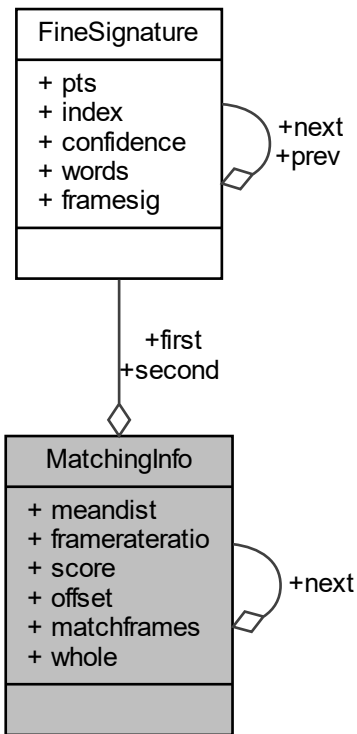 FineSignature
+ pts
+ index
+ confidence
+ words
+ framesig
+next
+prev
+first
+second
MatchingInfo
+ meandist
+ framerateratio
+ score
+ offset
+ matchframes
+ whole
+next